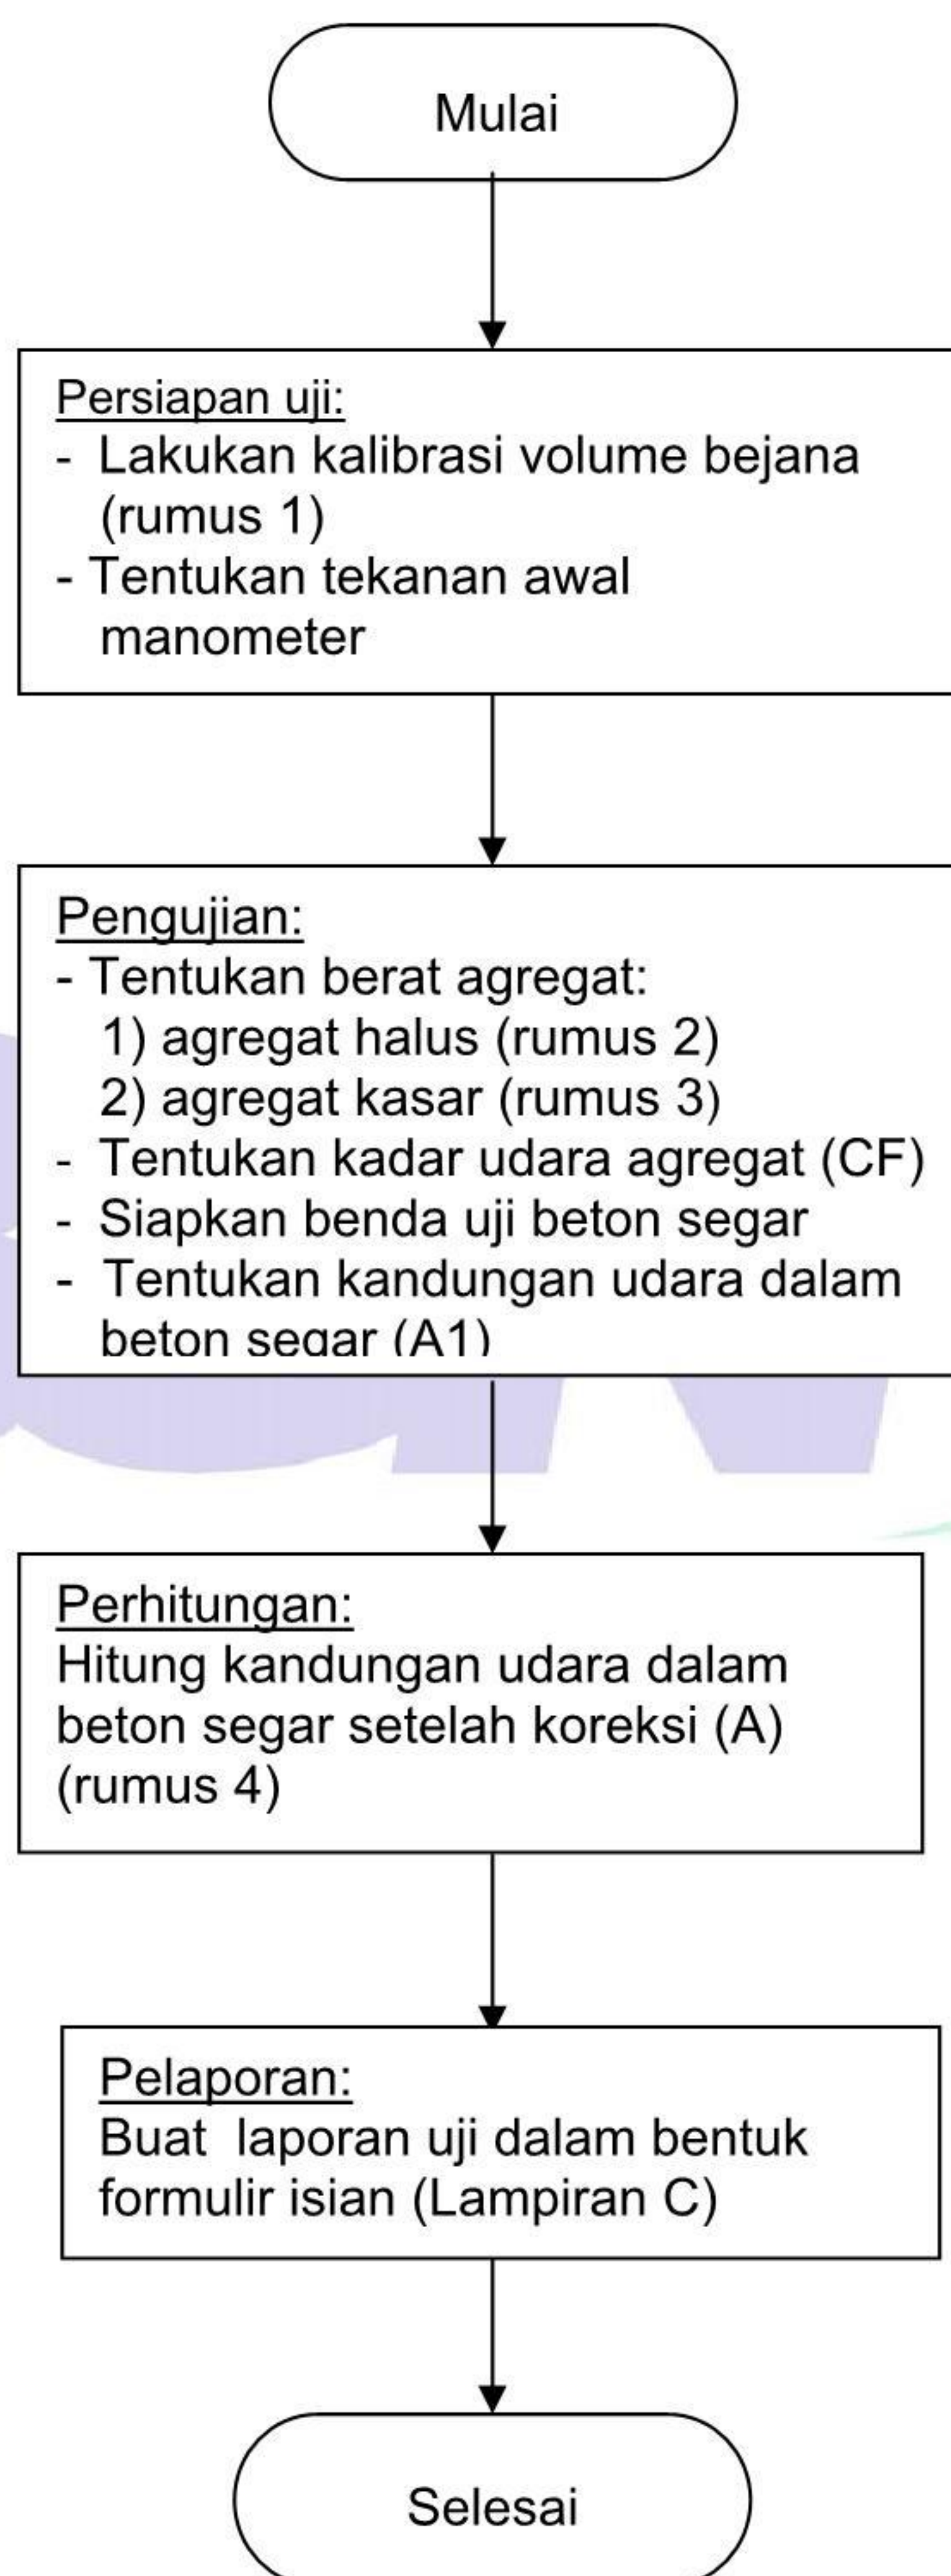 Mulai
Persiapan uji:
- Lakukan kalibrasi volume bejana
(rumus 1)
- Tentukan tekanan awal
manometer
Pengujian:
- Tentukan berat agregat:
1) agregat halus (rumus 2)
2) agregat kasar (rumus 3)
- Tentukan kadar udara agregat (CF)
- Siapkan benda uji beton segar
- Tentukan kandungan udara dalam
beton segar (A1)
Perhitungan:
Hitung kandungan udara dalam
beton segar setelah koreksi (A)
(rumus 4)
Pelaporan:
Buat laporan uji dalam bentuk
formulir isian (Lampiran C)
Selesai